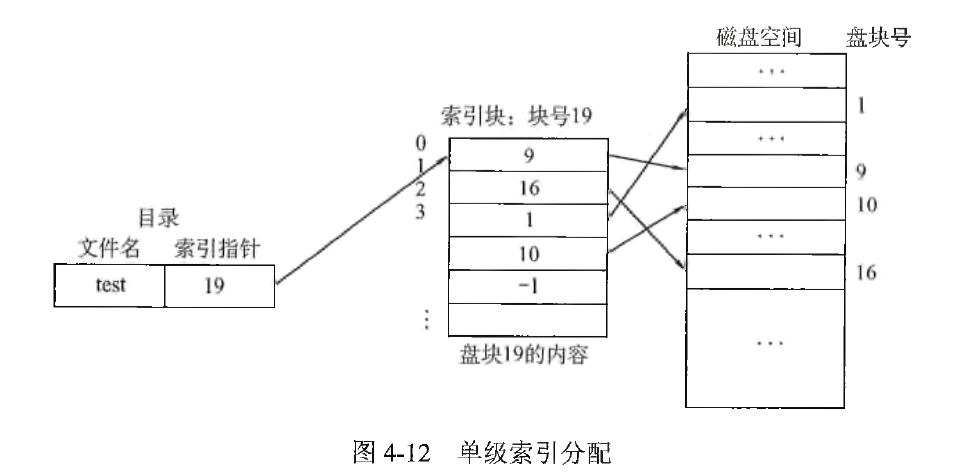 磁盘空间 盘块号
...
索引块：块号19
1
0
9
...
1
16
9
2
3
1
10
目录
10
...
文件名 索引指针
-1
16
test 19
⋮
盘块19的内容
...
图 4-12 单级索引分配